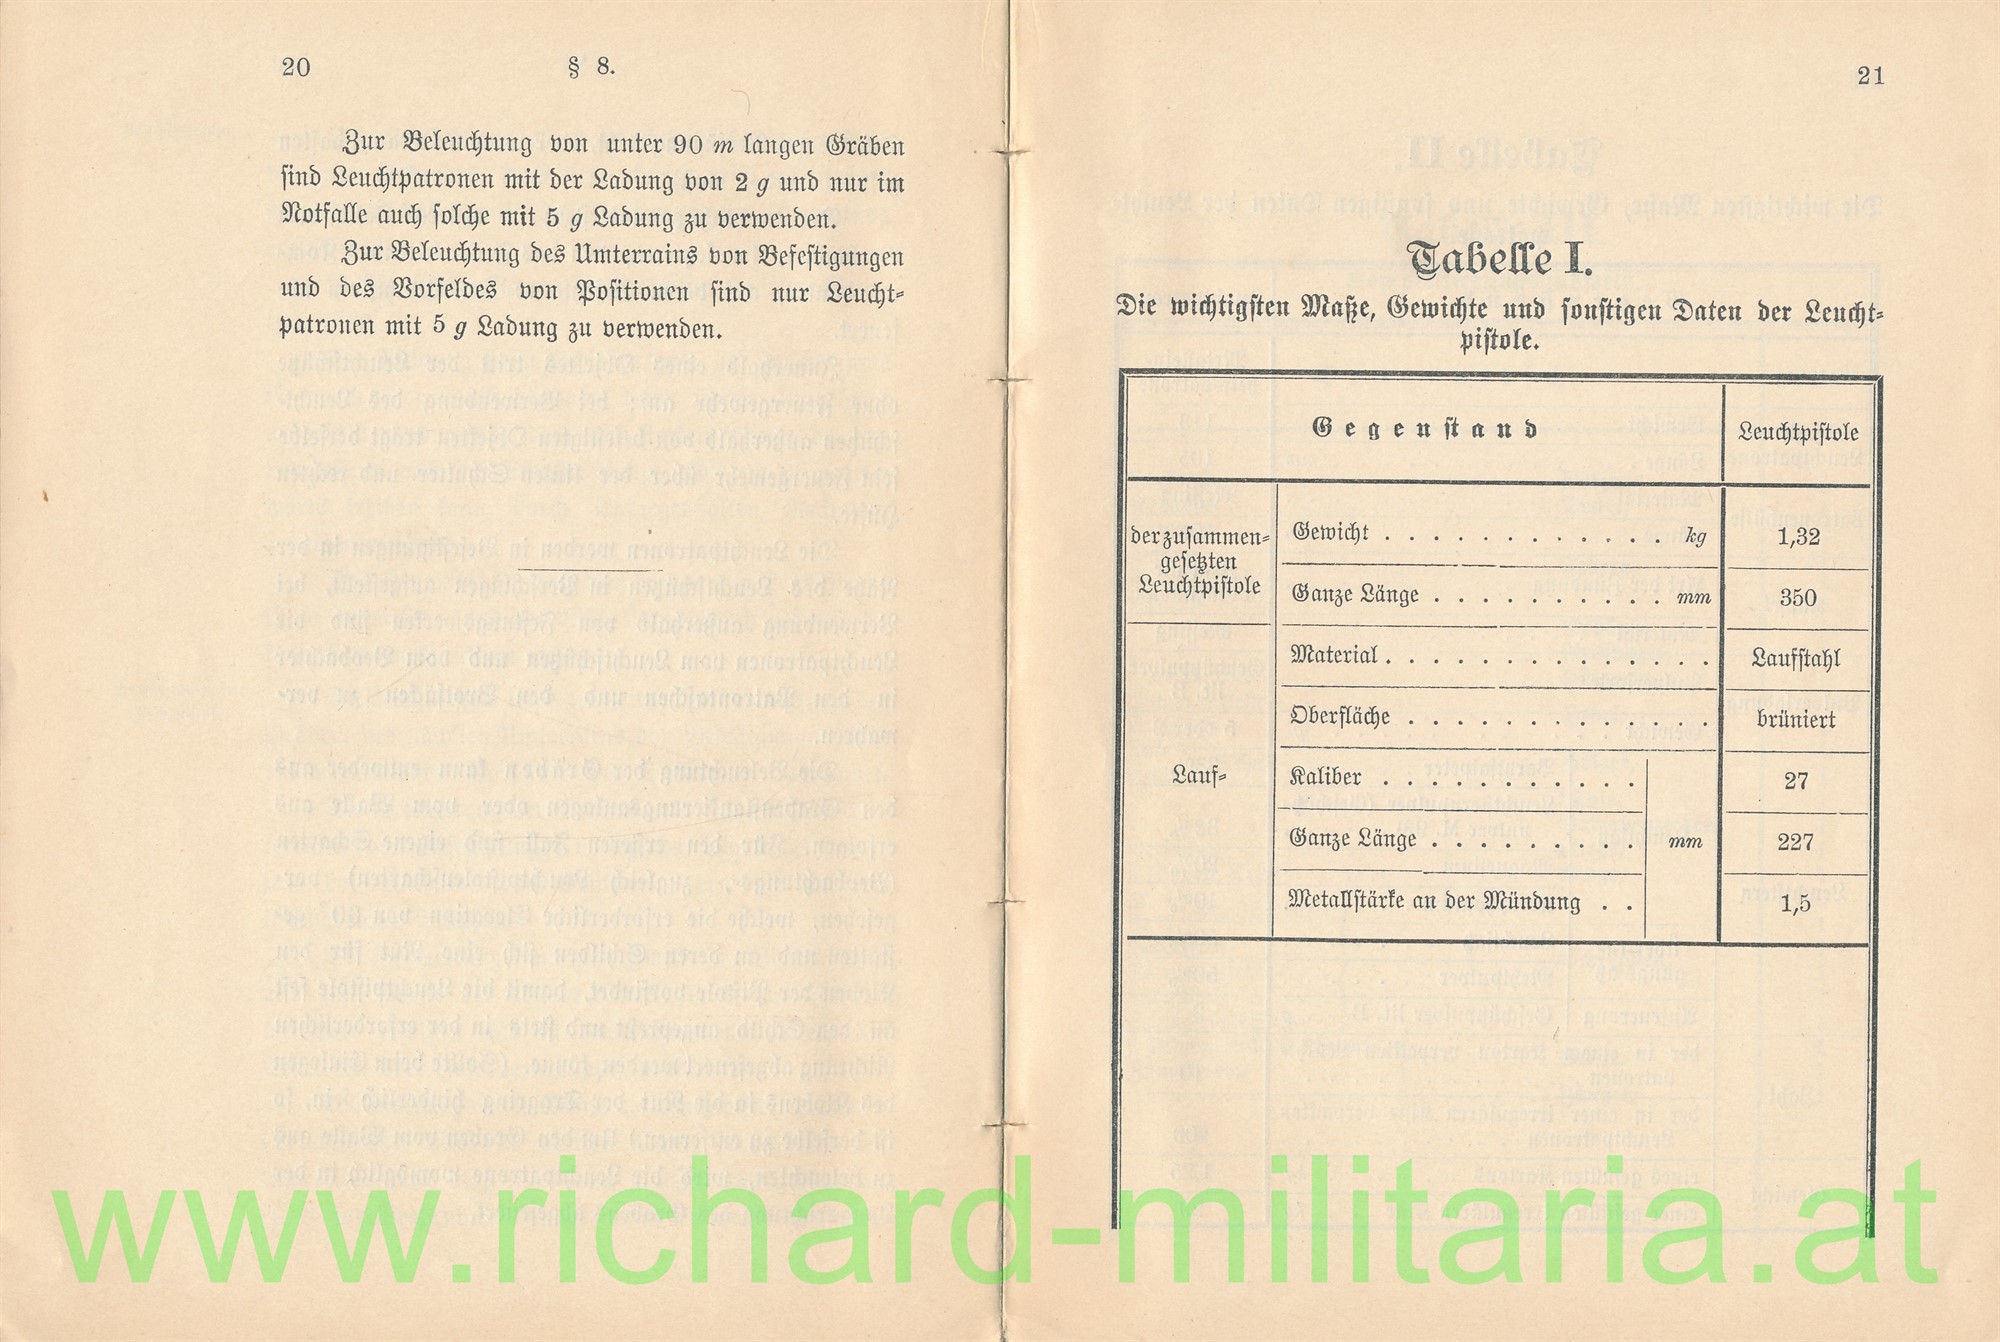 20 § 8.
Zur Beleuchtung von unter 90 m langen Gräben
sind Leuchtpatronen mit der Ladung von 2 g und nur im
Notfalle auch solche mit 5 g Ladung zu verwenden.
Zur Beleuchtung des Umterrains von Befestigungen
und des Vorfeldes von Positionen sind nur Leucht-
patronen mit 5 g Ladung zu verwenden.
21
Tabelle I.
Die wichtigsten Maße, Gewichte und sonstigen Daten der Leucht-
pistole.
Gegenstand Leuchtpistole
der zusammen-
gesetzten
Leuchtpistole
Gewicht . . . . . . . . . . . . kg 1,32
Ganze Länge . . . . . . . . . . mm 350
Lauf-
Material . . . . . . . . . . . . . . Laufstahl
Oberfläche . . . . . . . . . . . . . brüniert
Kaliber . . . . . . . . . . . 27
Ganze Länge . . . . . . . . . mm 227
Metallstärke an der Mündung . . 1,5
www.richard-militaria.at